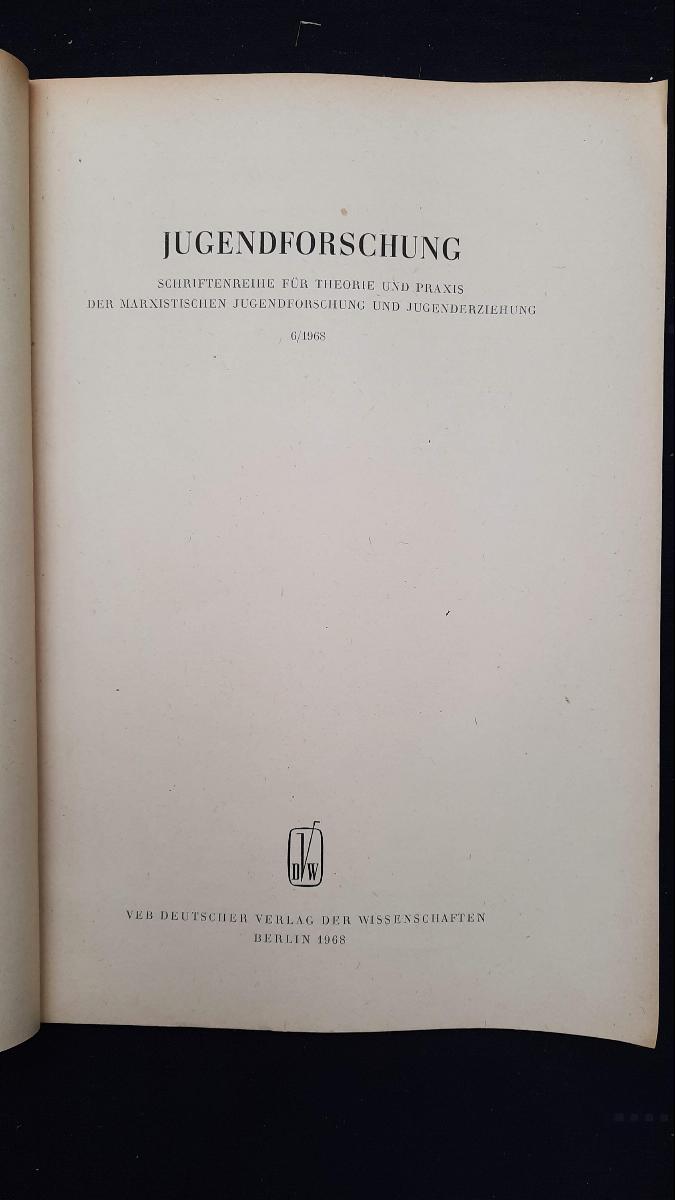 JUGENDFORSCHUNG
SCHRIFTENREIHE FÜR THEORIE UND PRAXIS
DER MARXISTISCHEN JUGENDFORSCHUNG UND JUGENDERZIEHUNG
6/1968
DVW
VEB DEUTSCHER VERLAG DER WISSENSCHAFTEN
BERLIN 1968